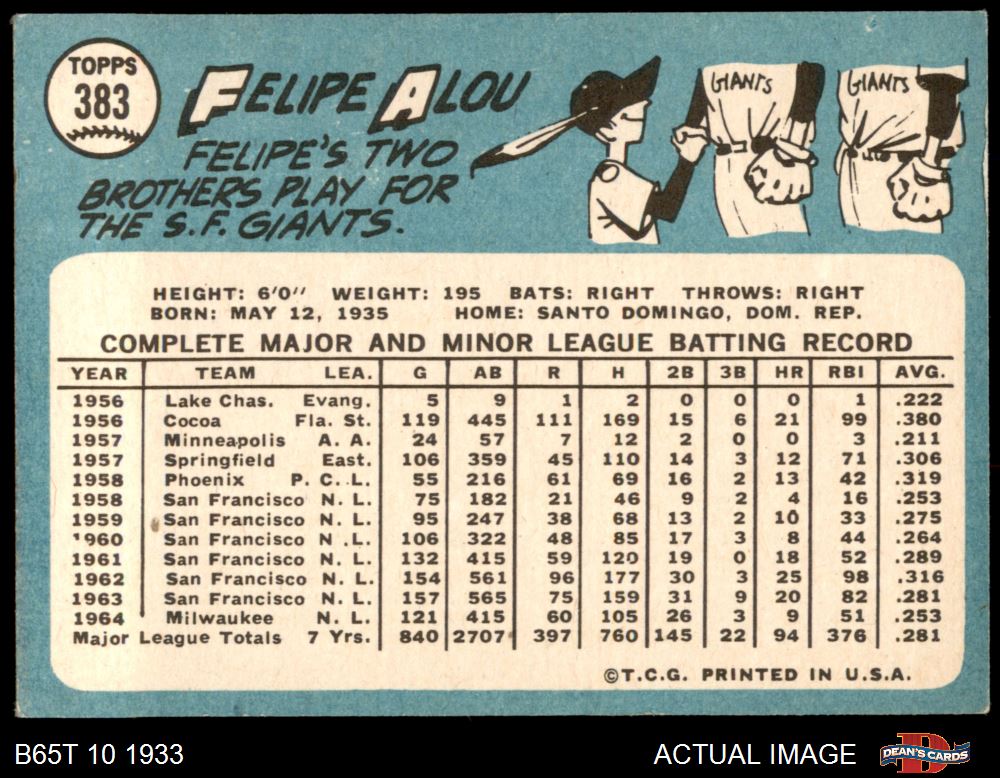 TOPPS
383
FELIPE ALOU
FELIPE'S TWO
BROTHERS PLAY FOR
THE S.F. GIANTS.
GIANTS
GIANTS
HEIGHT: 6'0" WEIGHT: 195 BATS: RIGHT THROWS: RIGHT
BORN: MAY 12, 1935 HOME: SANTO DOMINGO, DOM. REP.
COMPLETE MAJOR AND MINOR LEAGUE BATTING RECORD
YEAR TEAM LEA. G AB R H 2B 3B HR RBI AVG.
1956 Lake Chas. Evang. 5 9 1 2 0 0 0 1 .222
1956 Cocoa Fla. St. 119 445 111 169 15 6 21 99 .380
1957 Minneapolis A. A. 24 57 7 12 2 0 0 3 .211
1957 Springfield East. 106 359 45 110 14 3 12 71 .306
1958 Phoenix P. C. L. 55 216 61 69 16 2 13 42 .319
1958 San Francisco N. L. 75 182 21 46 9 2 4 16 .253
1959 San Francisco N. L. 95 247 38 68 13 2 10 33 .275
1960 San Francisco N .L. 106 322 48 85 17 3 8 44 .264
1961 San Francisco N. L. 132 415 59 120 19 0 18 52 .289
1962 San Francisco N. L. 154 561 96 177 30 3 25 98 .316
1963 San Francisco N. L. 157 565 75 159 31 9 20 82 .281
1964 Milwaukee N. L. 121 415 60 105 26 3 9 51 .253
Major League Totals 7 Yrs. 840 2707 397 760 145 22 94 376 .281
©T.C.G. PRINTED IN U.S.A.
B65T 10 1933 ACTUAL IMAGE DEAN'S CARDS